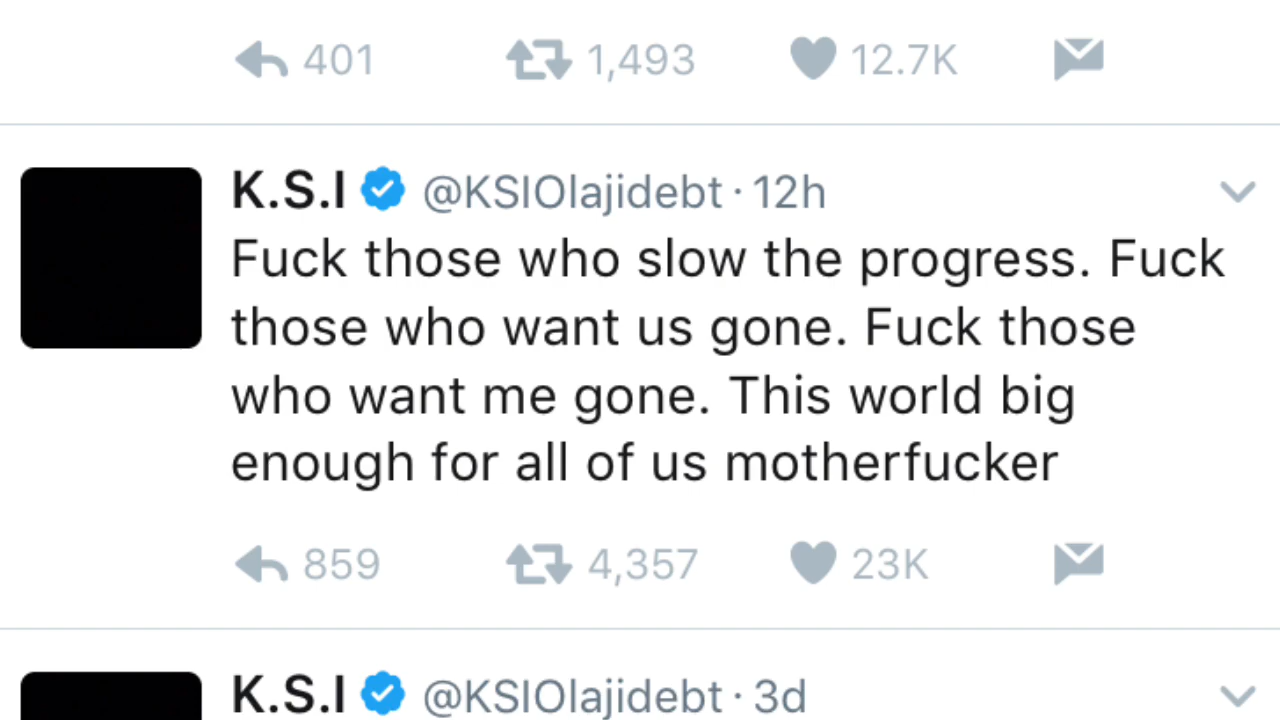 401 1,493 12.7K
K.S.I @KSIOlajidebt · 12h
Fuck those who slow the progress. Fuck
those who want us gone. Fuck those
who want me gone. This world big
enough for all of us motherfucker
859 4,357 23K
K.S.I @KSIOlajidebt · 3d